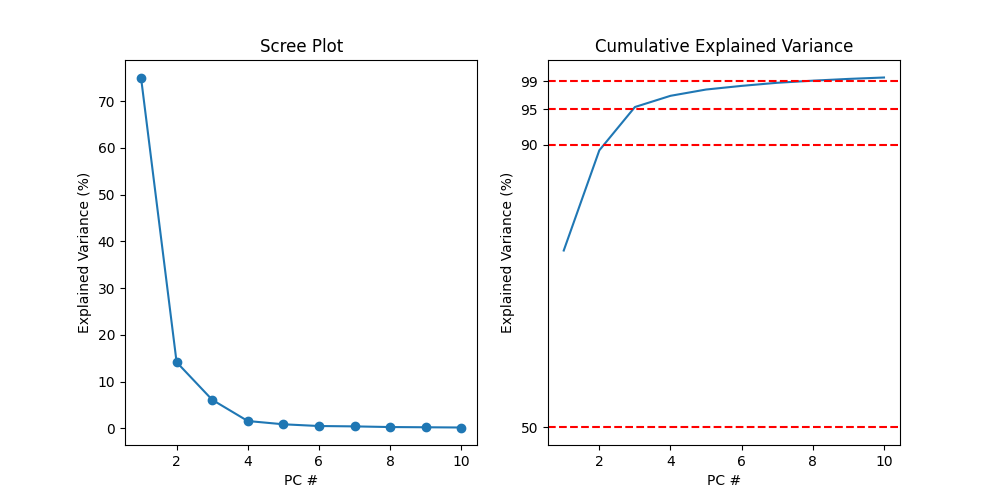 Scree Plot
Explained Variance (%)
70
60
50
40
30
20
10
0
2 4 6 8 10
PC #
Cumulative Explained Variance
Explained Variance (%)
99
95
90
50
2 4 6 8 10
PC #